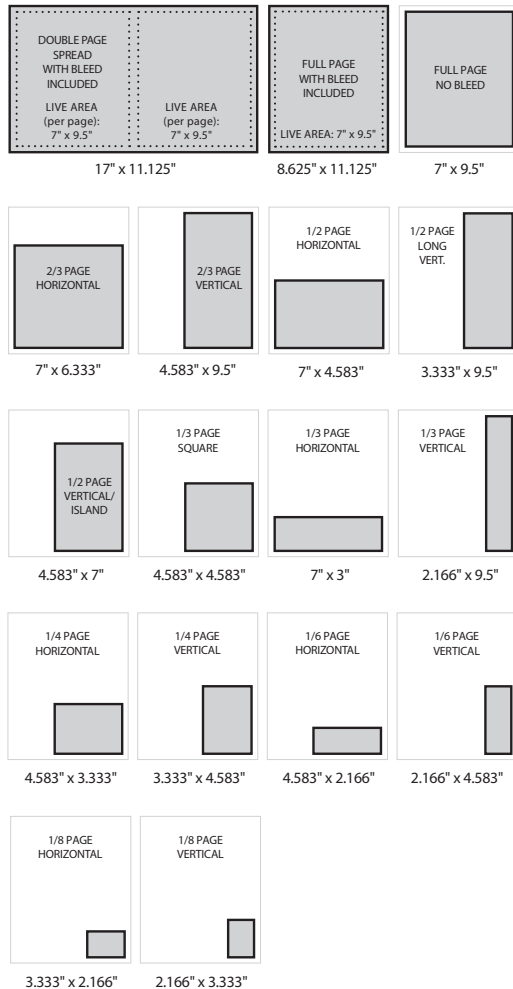 DOUBLE PAGE
SPREAD
WITH BLEED
INCLUDED
LIVE AREA
(per page):
7" x 9.5"
LIVE AREA
(per page):
7" x 9.5"
17" x 11.125"
FULL PAGE
WITH BLEED
INCLUDED
LIVE AREA: 7" x 9.5"
8.625" x 11.125"
FULL PAGE
NO BLEED
7" x 9.5"
2/3 PAGE
HORIZONTAL
7" x 6.333"
2/3 PAGE
VERTICAL
4.583" x 9.5"
1/2 PAGE
HORIZONTAL
7" x 4.583"
1/2 PAGE
LONG
VERT.
3.333" x 9.5"
1/2 PAGE
VERTICAL/
ISLAND
4.583" x 7"
1/3 PAGE
SQUARE
4.583" x 4.583"
1/3 PAGE
HORIZONTAL
7" x 3"
1/3 PAGE
VERTICAL
2.166" x 9.5"
1/4 PAGE
HORIZONTAL
4.583" x 3.333"
1/4 PAGE
VERTICAL
3.333" x 4.583"
1/6 PAGE
HORIZONTAL
4.583" x 2.166"
1/6 PAGE
VERTICAL
2.166" x 4.583"
1/8 PAGE
HORIZONTAL
3.333" x 2.166"
1/8 PAGE
VERTICAL
2.166" x 3.333"